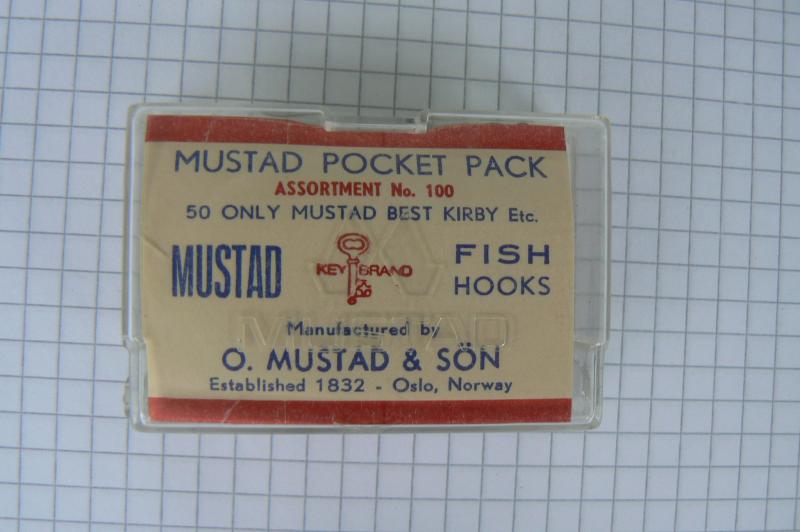 MUSTAD POCKET PACK
ASSORTMENT No. 100
50 ONLY MUSTAD BEST KIRBY Etc.
MUSTAD
KEY BRAND
FISH
HOOKS
MUSTAD
Manufactured by
O. MUSTAD & SÖN
Established 1832 - Oslo, Norway